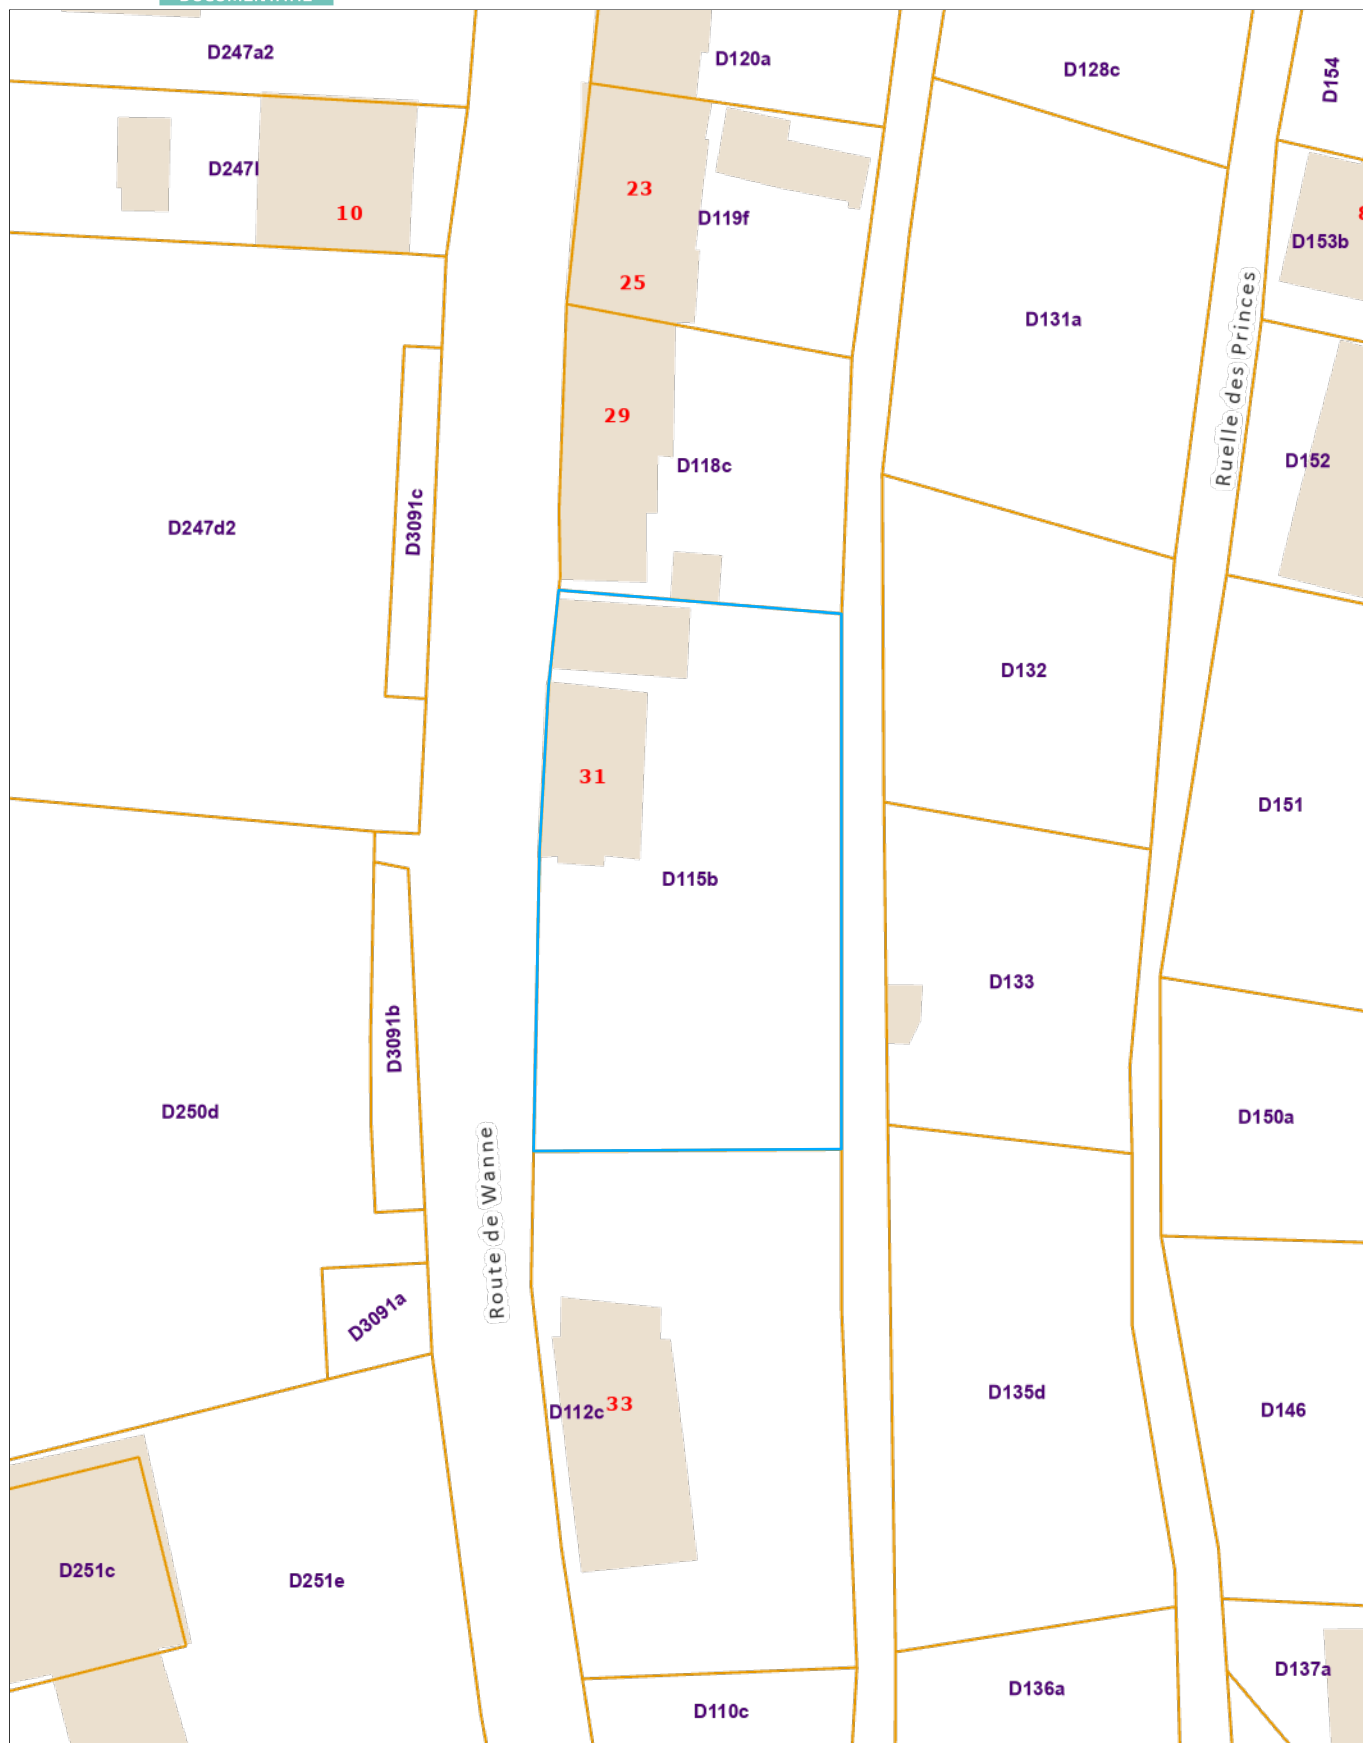 D247a2
D120a
D128c
D154
D247l
10
23
D119f
25
D131a
D153b
Ruelle des Princes
29
D118c
D152
D247d2
D3091c
D132
31
D115b
D151
D133
D3091b
D250d
D150a
Route de Wanne
D3091a
D112c
33
D135d
D146
D251c
D251e
D137a
D136a
D110c